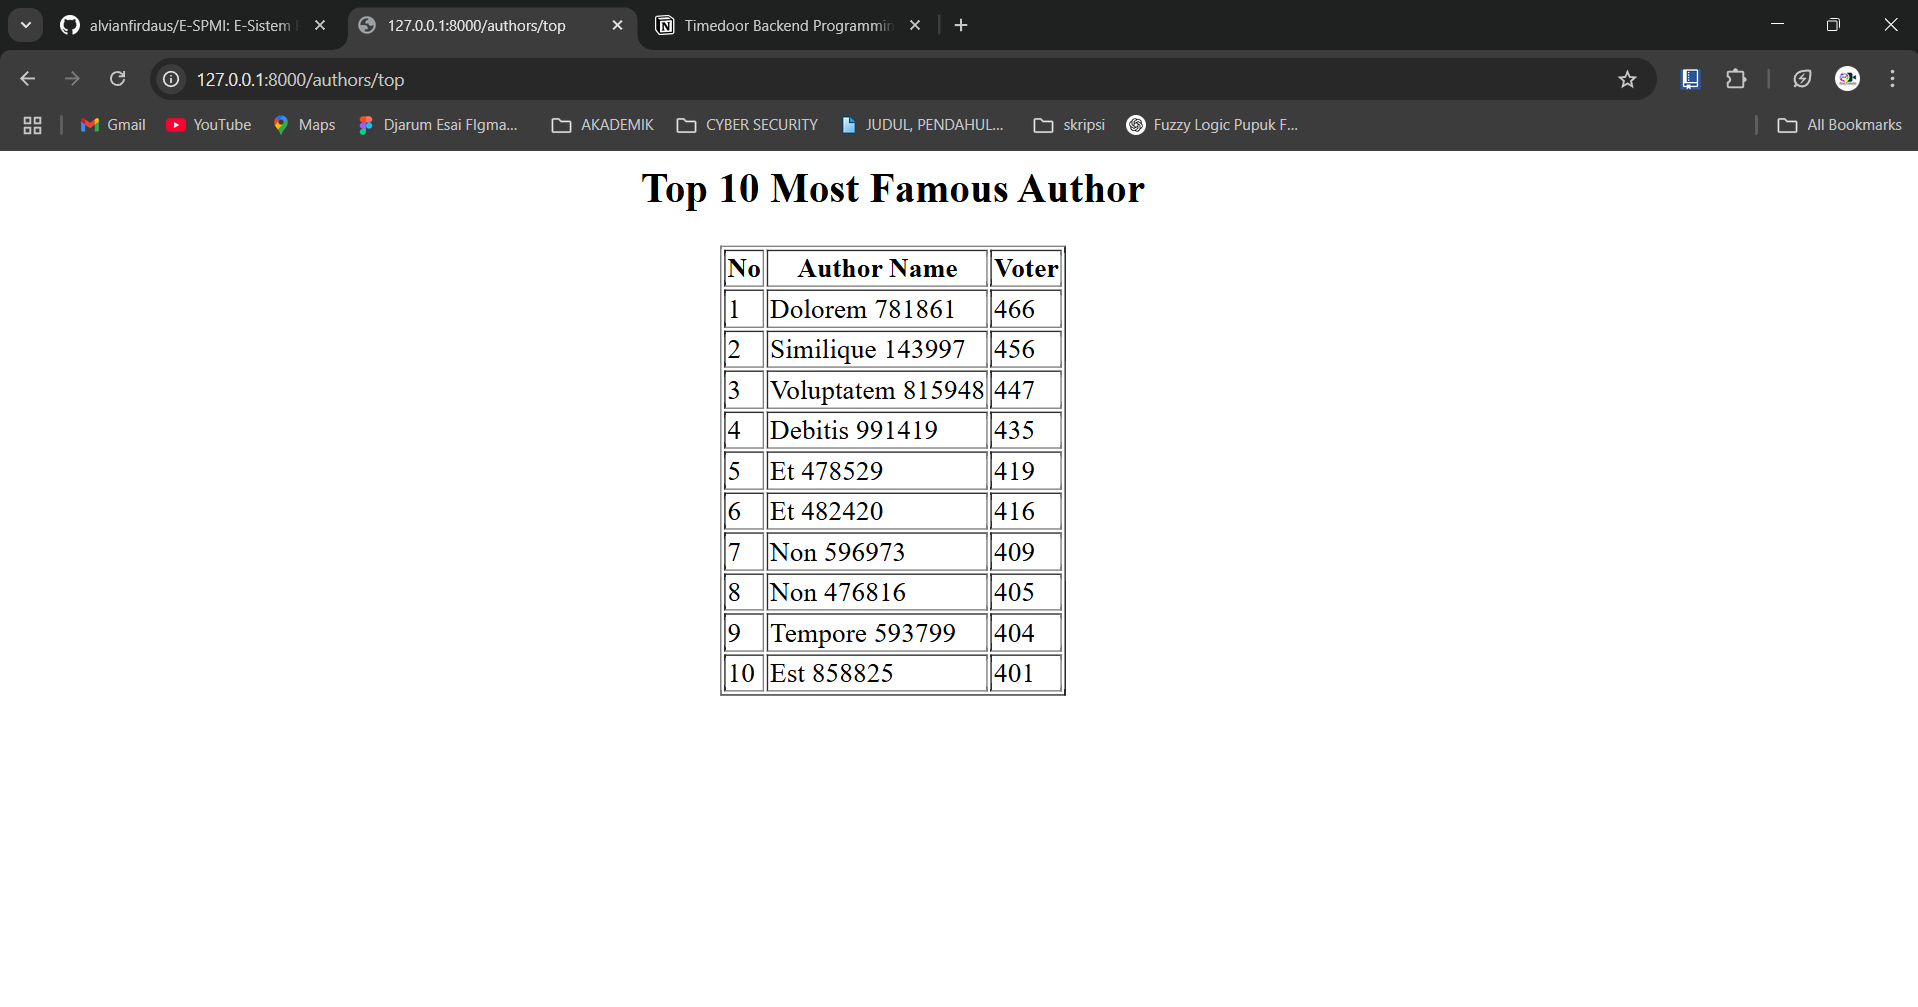 alvianfirdaus/E-SPMI: E-Sistem
127.0.0.1:8000/authors/top
Timedoor Backend Programmin
127.0.0.1:8000/authors/top
Gmail YouTube Maps Djarum Esai FIgma... AKADEMIK CYBER SECURITY JUDUL, PENDAHUL... skripsi Fuzzy Logic Pupuk F... All Bookmarks
Top 10 Most Famous Author
No Author Name Voter
1 Dolorem 781861 466
2 Similique 143997 456
3 Voluptatem 815948 447
4 Debitis 991419 435
5 Et 478529 419
6 Et 482420 416
7 Non 596973 409
8 Non 476816 405
9 Tempore 593799 404
10 Est 858825 401